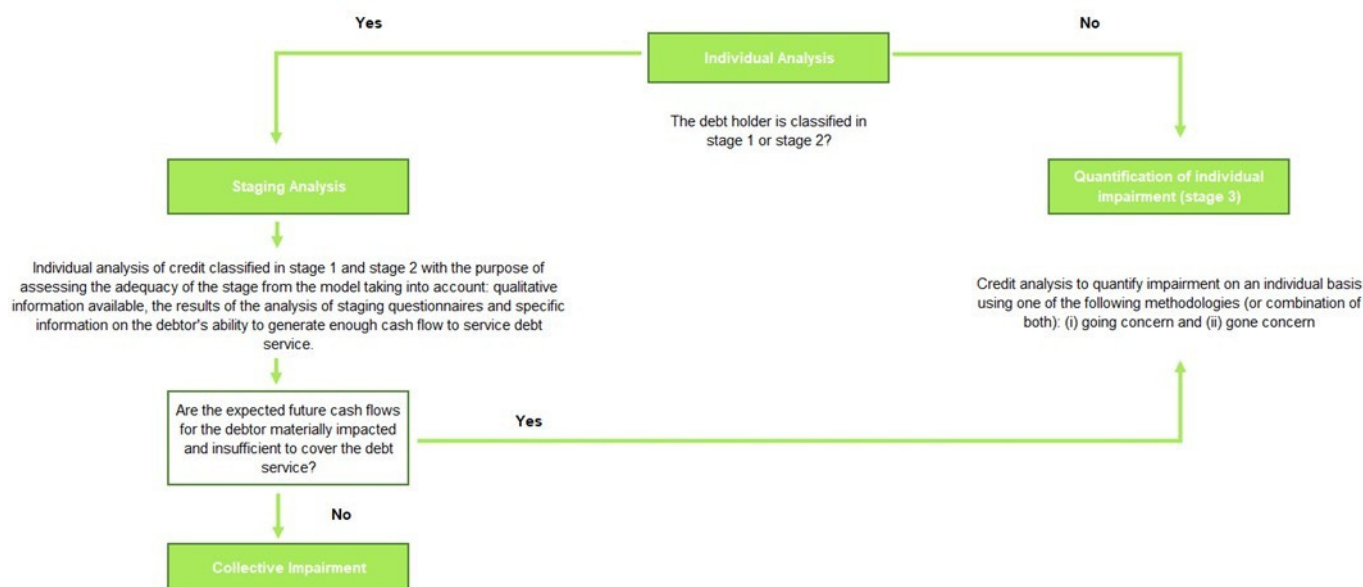 Yes
No
Individual Analysis
The debt holder is classified in
stage 1 or stage 2?
Staging Analysis
Quantification of individual
impairment (stage 3)
Individual analysis of credit classified in stage 1 and stage 2 with the purpose of
assessing the adequacy of the stage from the model taking into account: qualitative
information available, the results of the analysis of staging questionnaires and specific
information on the debtor's ability to generate enough cash flow to service debt
service.
Credit analysis to quantify impairment on an individual basis
using one of the following methodologies (or combination of
both): (i) going concern and (ii) gone concern
Are the expected future cash flows
for the debtor materially impacted
and insufficient to cover the debt
service?
Yes
No
Collective Impairment